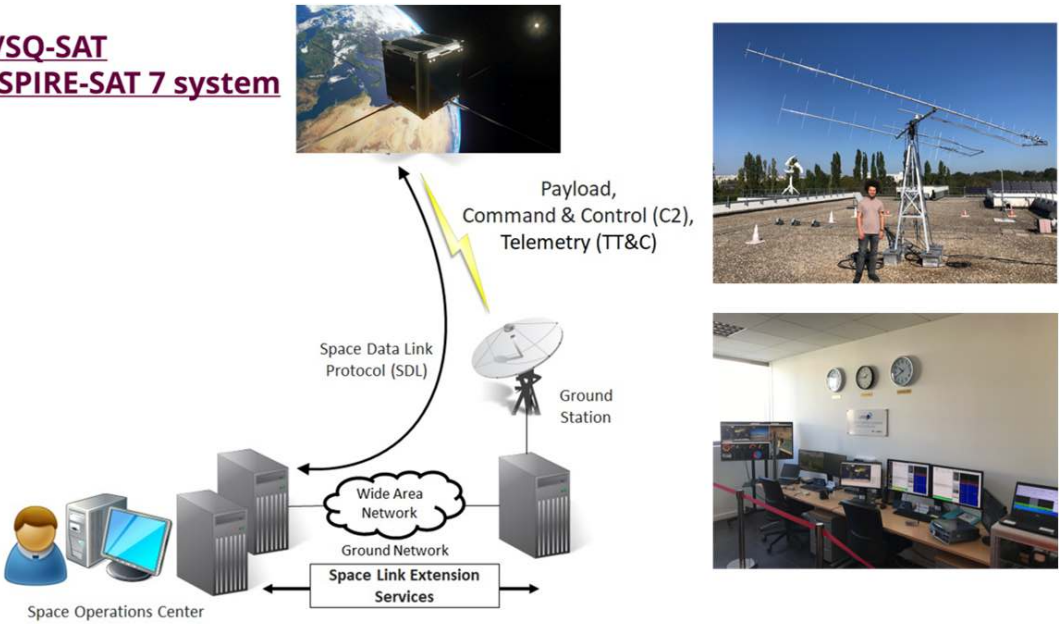 /SQ-SAT
SPIRE-SAT 7 system
Payload,
Command & Control (C2),
Telemetry (TT&C)
Space Data Link
Protocol (SDL)
Ground
Station
Wide Area
Network
Ground Network
Space Link Extension
Services
Space Operations Center